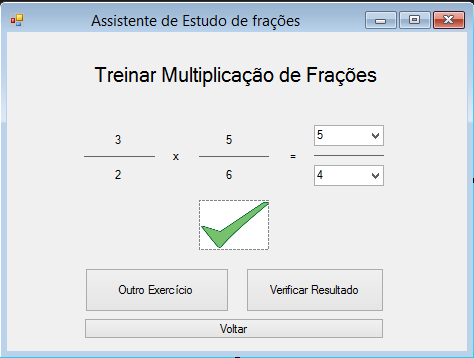 Assistente de Estudo de frações
Treinar Multiplicação de Frações
3 5 5
x =
2 6 4
Outro Exercício Verificar Resultado
Voltar